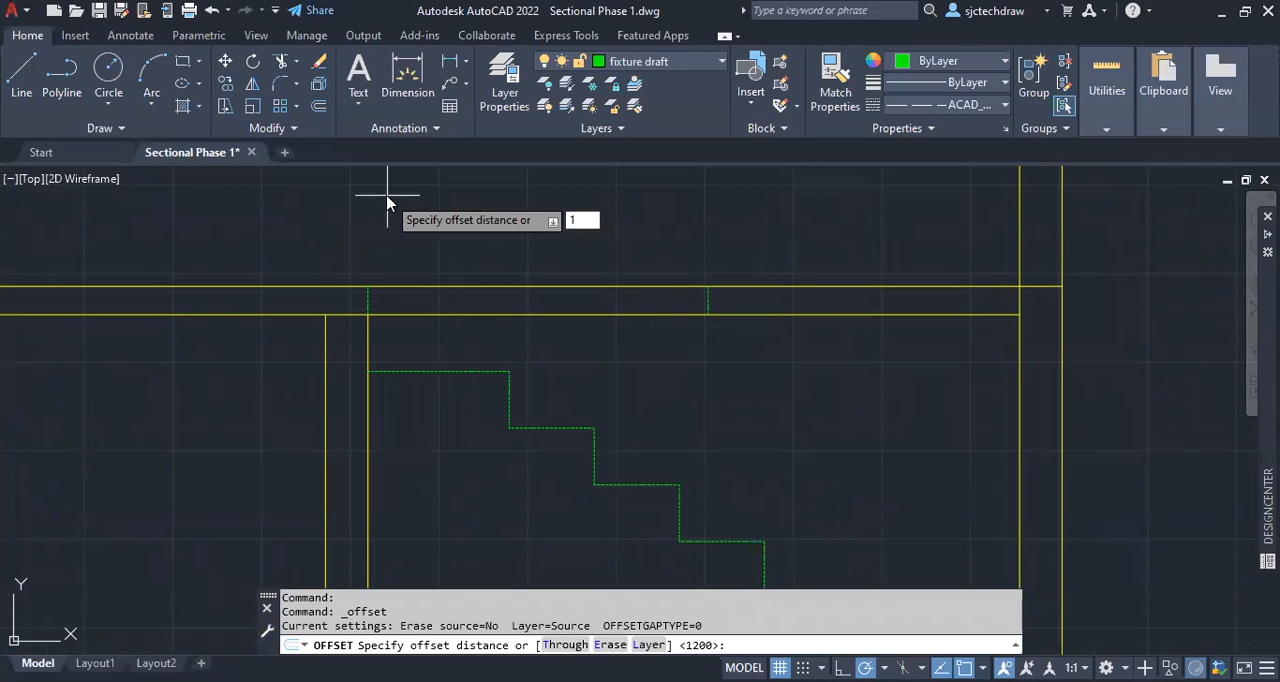 Share
Autodesk AutoCAD 2022 Sectional Phase 1.dwg
Type a keyword or phrase
sjctechdraw
Home Insert Annotate Parametric View Manage Output Add-ins Collaborate Express Tools Featured Apps
fixture draft
ByLayer
ByLayer
ACAD_...
Line Polyline Circle Arc
Text Dimension
Layer
Properties
Insert
Match
Properties
Group
Utilities Clipboard View
Draw Modify Annotation Layers Block Properties Groups
Start Sectional Phase 1*
[−][Top][2D Wireframe]
Specify offset distance or 1
DESIGNCENTER
Y
X
Command:
Command: _offset
Current settings: Erase source=No Layer=Source OFFSETGAPTYPE=0
OFFSET Specify offset distance or [Through Erase Layer] <1200>:
Model Layout1 Layout2 +
MODEL 1:1